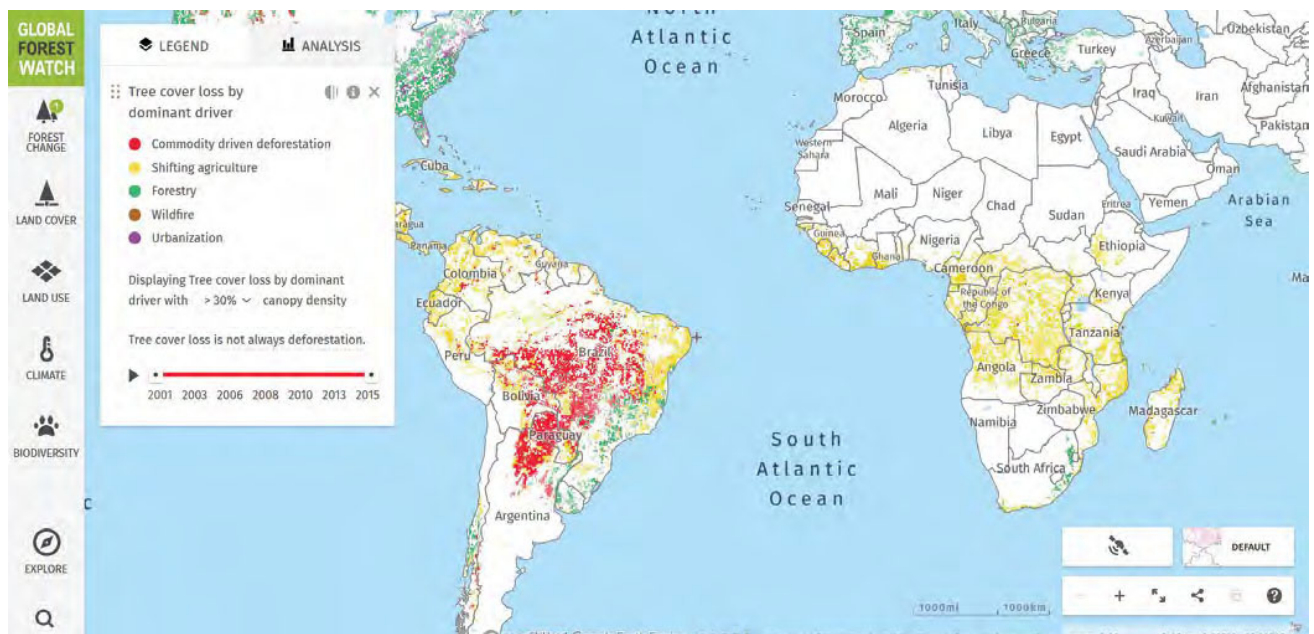 GLOBAL
FOREST
WATCH
FOREST
CHANGE
LAND COVER
LAND USE
CLIMATE
BIODIVERSITY
EXPLORE
LEGEND
ANALYSIS
Tree cover loss by
dominant driver
Commodity driven deforestation
Shifting agriculture
Forestry
Wildfire
Urbanization
Displaying Tree cover loss by dominant
driver with > 30% canopy density
Tree cover loss is not always deforestation.
2001 2003 2006 2008 2010 2013 2015
North
Atlantic
Ocean
Cuba
Panama
Colombia
Guyana
Ecuador
Peru
Brazil
Bolivia
Paraguay
Argentina
South
Atlantic
Ocean
Spain
Italy
Bulgaria
Greece
Turkey
Azerbaijan
Uzbekistan
Afghanistan
Pakistan
Iran
Iraq
Kuwait
Saudi Arabia
Oman
Yemen
Arabian
Sea
Morocco
Tunisia
Algeria
Libya
Egypt
Western
Sahara
Mali
Niger
Chad
Sudan
Eritrea
Senegal
Guinea
Ghana
Nigeria
Cameroon
Ethiopia
Republic of
the Congo
Kenya
Tanzania
Angola
Zambia
Zimbabwe
Madagascar
Namibia
South Africa
DEFAULT
1000mi
1000km